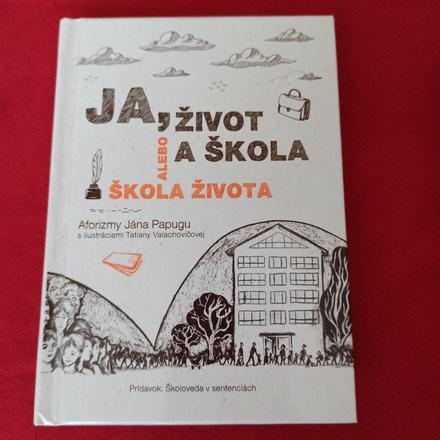 JA, ŽIVOT
ALEBO
A ŠKOLA
ŠKOLA ŽIVOTA
Aforizmy Jána Papugu
s ilustráciami Tatiany Valachovičovej
Prídavok: Školoveda v sentenciách